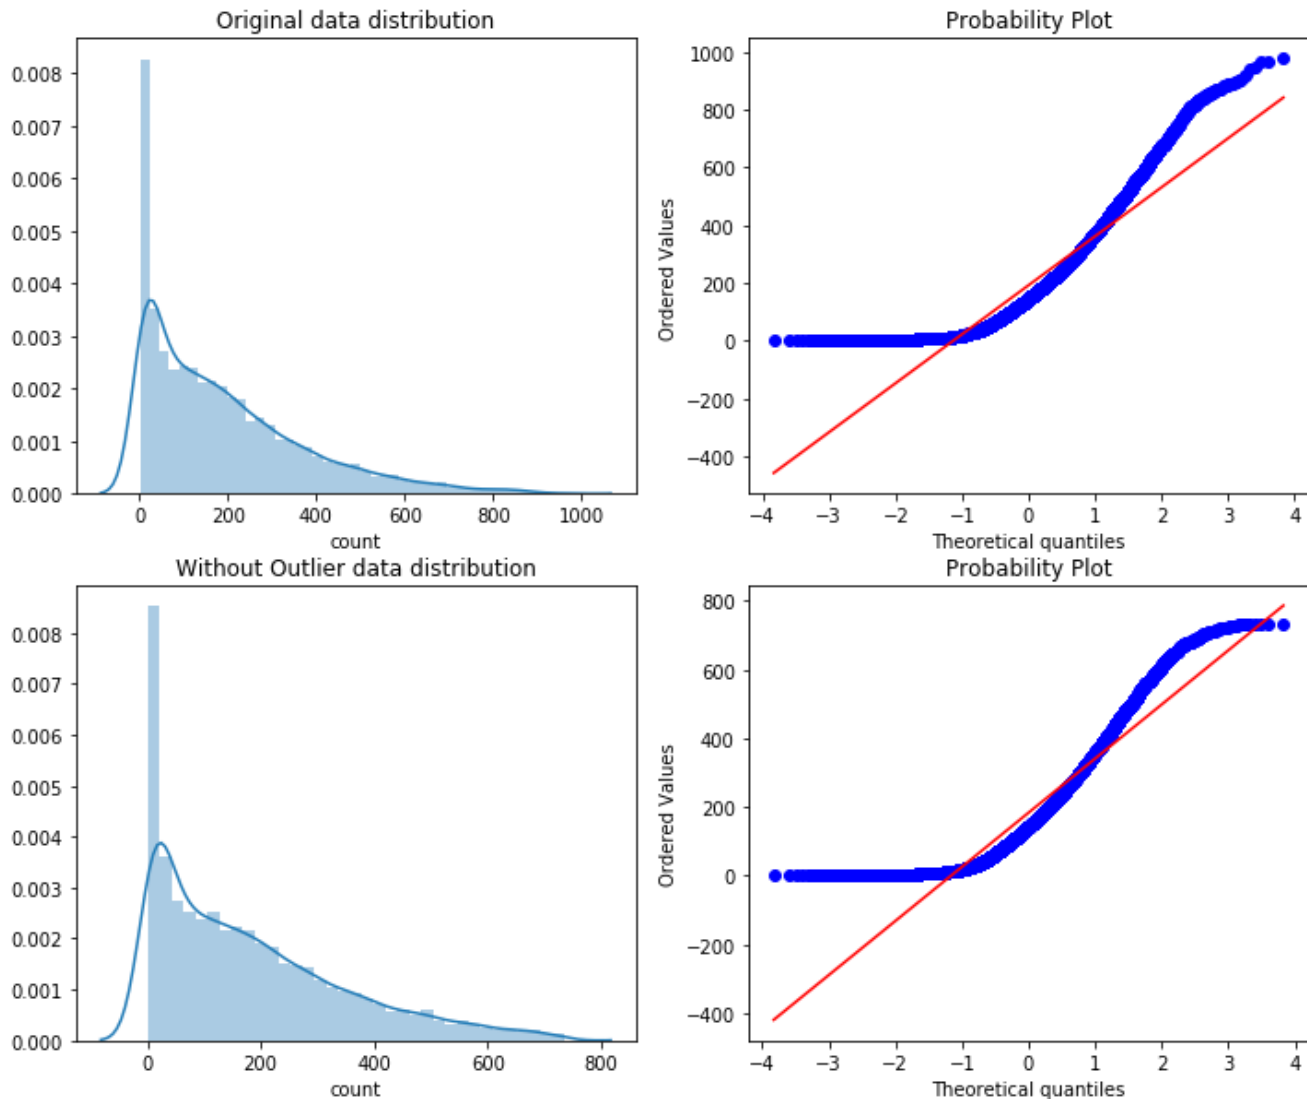 Original data distribution
0.008
0.007
0.006
0.005
0.004
0.003
0.002
0.001
0.000
0 200 400 600 800 1000
count
Probability Plot
Ordered Values
1000
800
600
400
200
0
−200
−400
−4 −3 −2 −1 0 1 2 3 4
Theoretical quantiles
Without Outlier data distribution
0.008
0.007
0.006
0.005
0.004
0.003
0.002
0.001
0.000
0 200 400 600 800
count
Probability Plot
Ordered Values
800
600
400
200
0
−200
−400
−4 −3 −2 −1 0 1 2 3 4
Theoretical quantiles